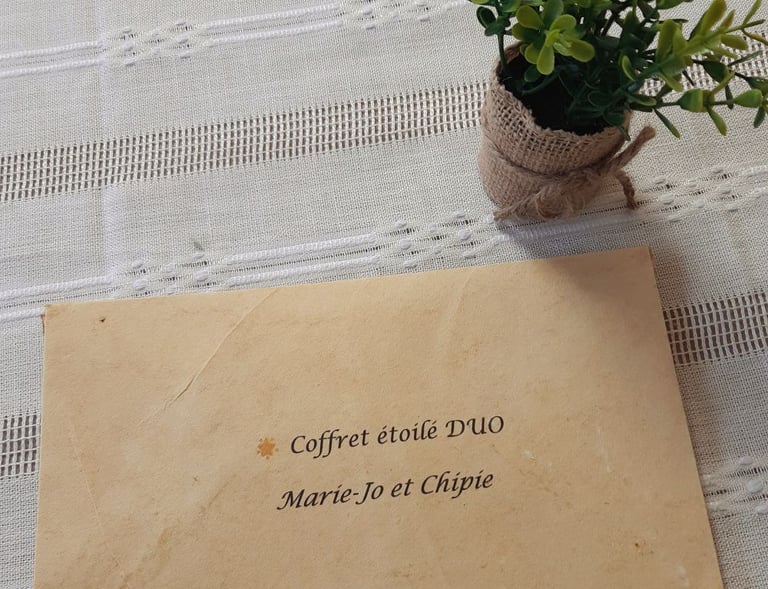 Coffret étoilé DUO
Marie-Jo et Chipie